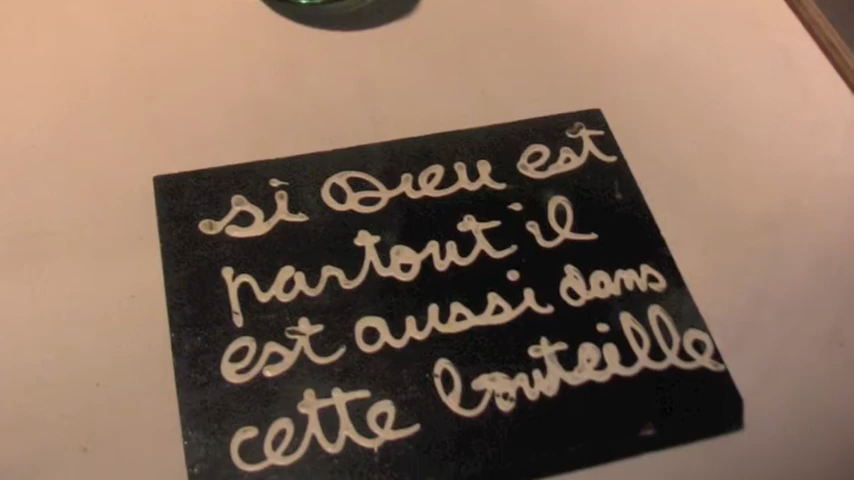 si Dieu est
partout il
est aussi dans
cette bouteille